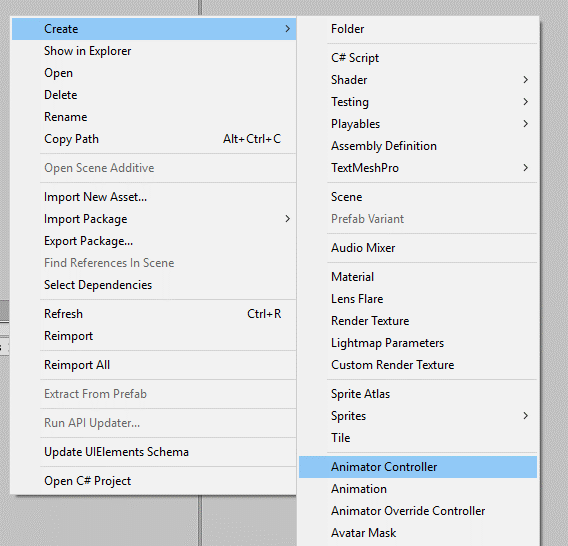 Create
Show in Explorer
Open
Delete
Rename
Copy Path Alt+Ctrl+C
Open Scene Additive
Import New Asset...
Import Package
Export Package...
Find References In Scene
Select Dependencies
Refresh Ctrl+R
Reimport
Reimport All
Extract From Prefab
Run API Updater...
Update UIElements Schema
Open C# Project
Folder
C# Script
Shader
Testing
Playables
Assembly Definition
TextMeshPro
Scene
Prefab Variant
Audio Mixer
Material
Lens Flare
Render Texture
Lightmap Parameters
Custom Render Texture
Sprite Atlas
Sprites
Tile
Animator Controller
Animation
Animator Override Controller
Avatar Mask